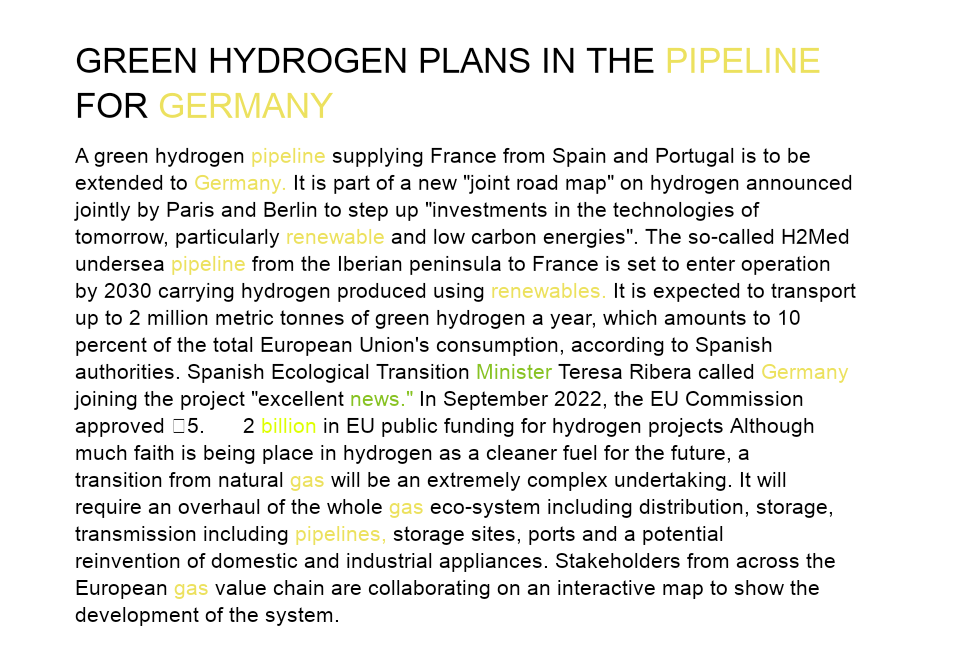 GREEN HYDROGEN PLANS IN THE PIPELINE
FOR GERMANY
A green hydrogen pipeline supplying France from Spain and Portugal is to be
extended to Germany. It is part of a new "joint road map" on hydrogen announced
jointly by Paris and Berlin to step up "investments in the technologies of
tomorrow, particularly renewable and low carbon energies". The so-called H2Med
undersea pipeline from the Iberian peninsula to France is set to enter operation
by 2030 carrying hydrogen produced using renewables. It is expected to transport
up to 2 million metric tonnes of green hydrogen a year, which amounts to 10
percent of the total European Union's consumption, according to Spanish
authorities. Spanish Ecological Transition Minister Teresa Ribera called Germany
joining the project "excellent news." In September 2022, the EU Commission
approved □5. 2 billion in EU public funding for hydrogen projects Although
much faith is being place in hydrogen as a cleaner fuel for the future, a
transition from natural gas will be an extremely complex undertaking. It will
require an overhaul of the whole gas eco-system including distribution, storage,
transmission including pipelines, storage sites, ports and a potential
reinvention of domestic and industrial appliances. Stakeholders from across the
European gas value chain are collaborating on an interactive map to show the
development of the system.